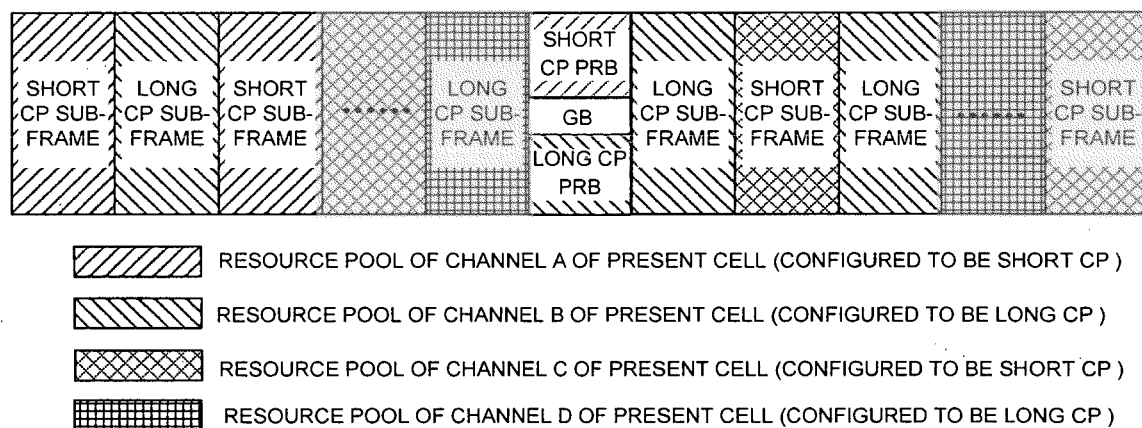 SHORT CP SUB-FRAME
LONG CP SUB-FRAME
SHORT CP SUB-FRAME
LONG CP SUB-FRAME
SHORT CP PRB
GB
LONG CP PRB
LONG CP SUB-FRAME
SHORT CP SUB-FRAME
LONG CP SUB-FRAME
SHORT CP SUB-FRAME
RESOURCE POOL OF CHANNEL A OF PRESENT CELL (CONFIGURED TO BE SHORT CP )
RESOURCE POOL OF CHANNEL B OF PRESENT CELL (CONFIGURED TO BE LONG CP )
RESOURCE POOL OF CHANNEL C OF PRESENT CELL (CONFIGURED TO BE SHORT CP )
RESOURCE POOL OF CHANNEL D OF PRESENT CELL (CONFIGURED TO BE LONG CP )